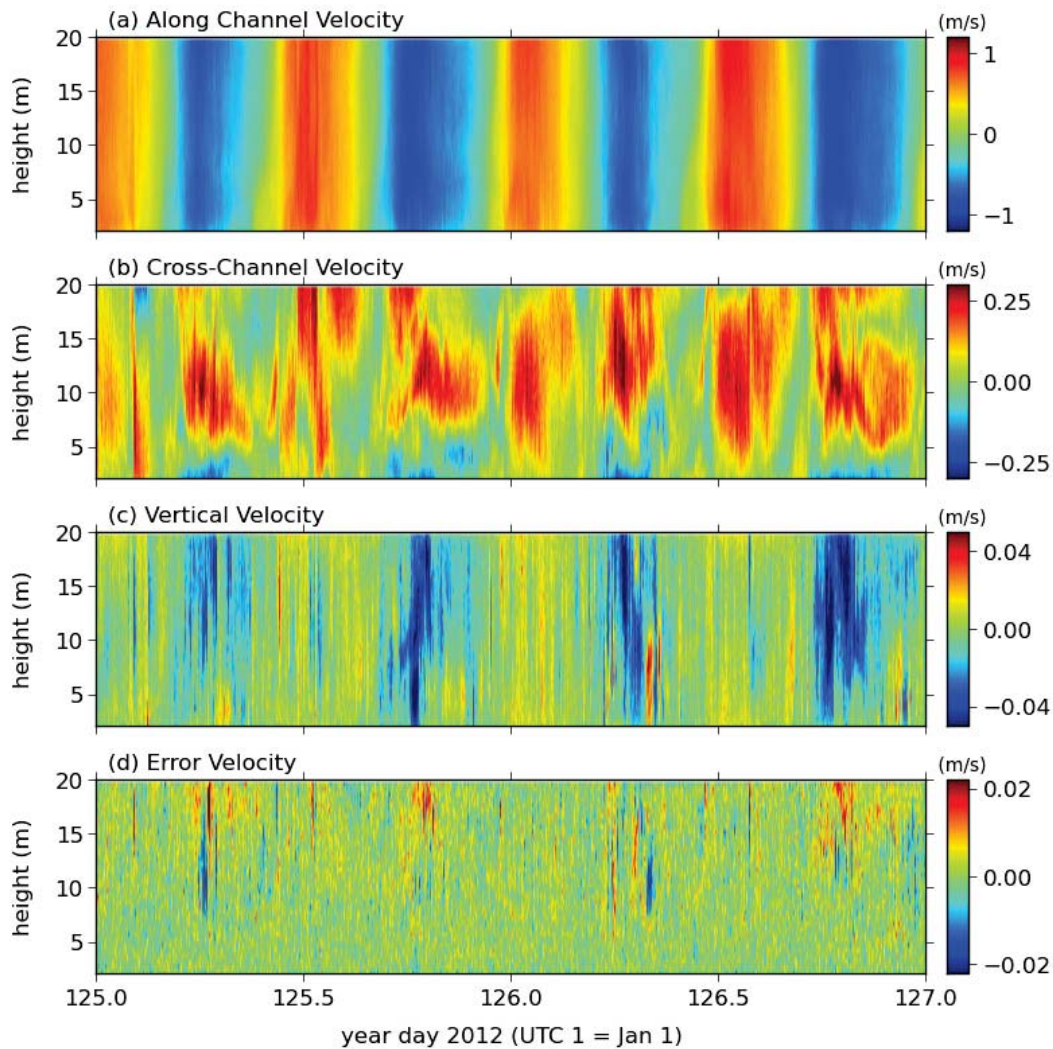 (a) Along Channel Velocity
(m/s)
20
15
10
5
height (m)
1
0
−1
(b) Cross-Channel Velocity
(m/s)
20
15
10
5
height (m)
0.25
0.00
−0.25
(c) Vertical Velocity
(m/s)
20
15
10
5
height (m)
0.04
0.00
−0.04
(d) Error Velocity
(m/s)
20
15
10
5
height (m)
0.02
0.00
−0.02
125.0
125.5
126.0
126.5
127.0
year day 2012 (UTC 1 = Jan 1)